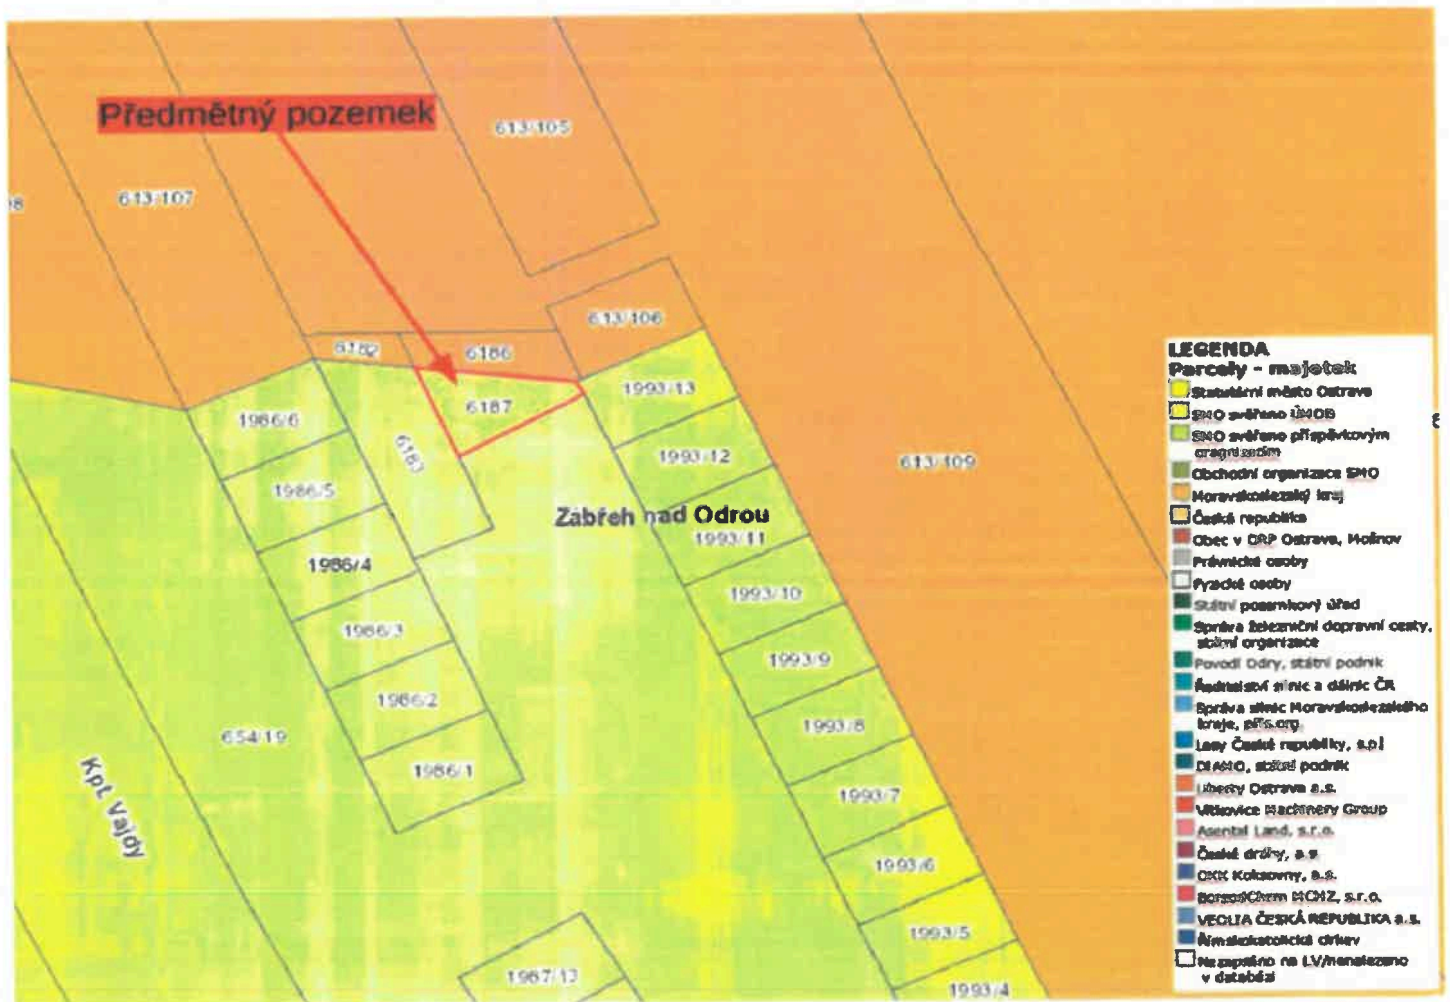 Předmětný pozemek
613/105
613/107
613/106
6182
6186
6187
6183
1986/6
1986/5
1986/4
1986/3
1986/2
1986/1
1993/13
1993/12
1993/11
1993/10
1993/9
1993/8
1993/7
1993/6
1993/5
1993/4
613/109
Zábřeh nad Odrou
654/19
Kpt Vajdy
1987/13
LEGENDA
Parcely - majetek
Statutární město Ostrava
SMO svěřeno ÚMOB
SMO svěřeno příspěvkovým
Obchodní organizace SMO
Moravskoslezský kraj
Česká republika
Obec v ORP Ostrava, Mošnov
Právnické osoby
Fyzické osoby
Státní pozemkový úřad
Správa železniční dopravní cesty,
státní organizace
Povodí Odry, státní podnik
Ředitelství silnic a dálnic ČR
Správa silnic Moravskoslezského
kraje, přís.org.
Lesy České republiky, s.p.
DIAMO, státní podnik
Liberty Ostrava a.s.
Vítkovice Machinery Group
Asental Land, s.r.o.
České dráhy, a.s.
OKK Koksovny, a.s.
BorsodChem MCHZ, s.r.o.
VEOLIA ČESKÁ REPUBLIKA a.s.
Římskokatolická církev
Nezapsáno na LV/nenalezeno
v databázi